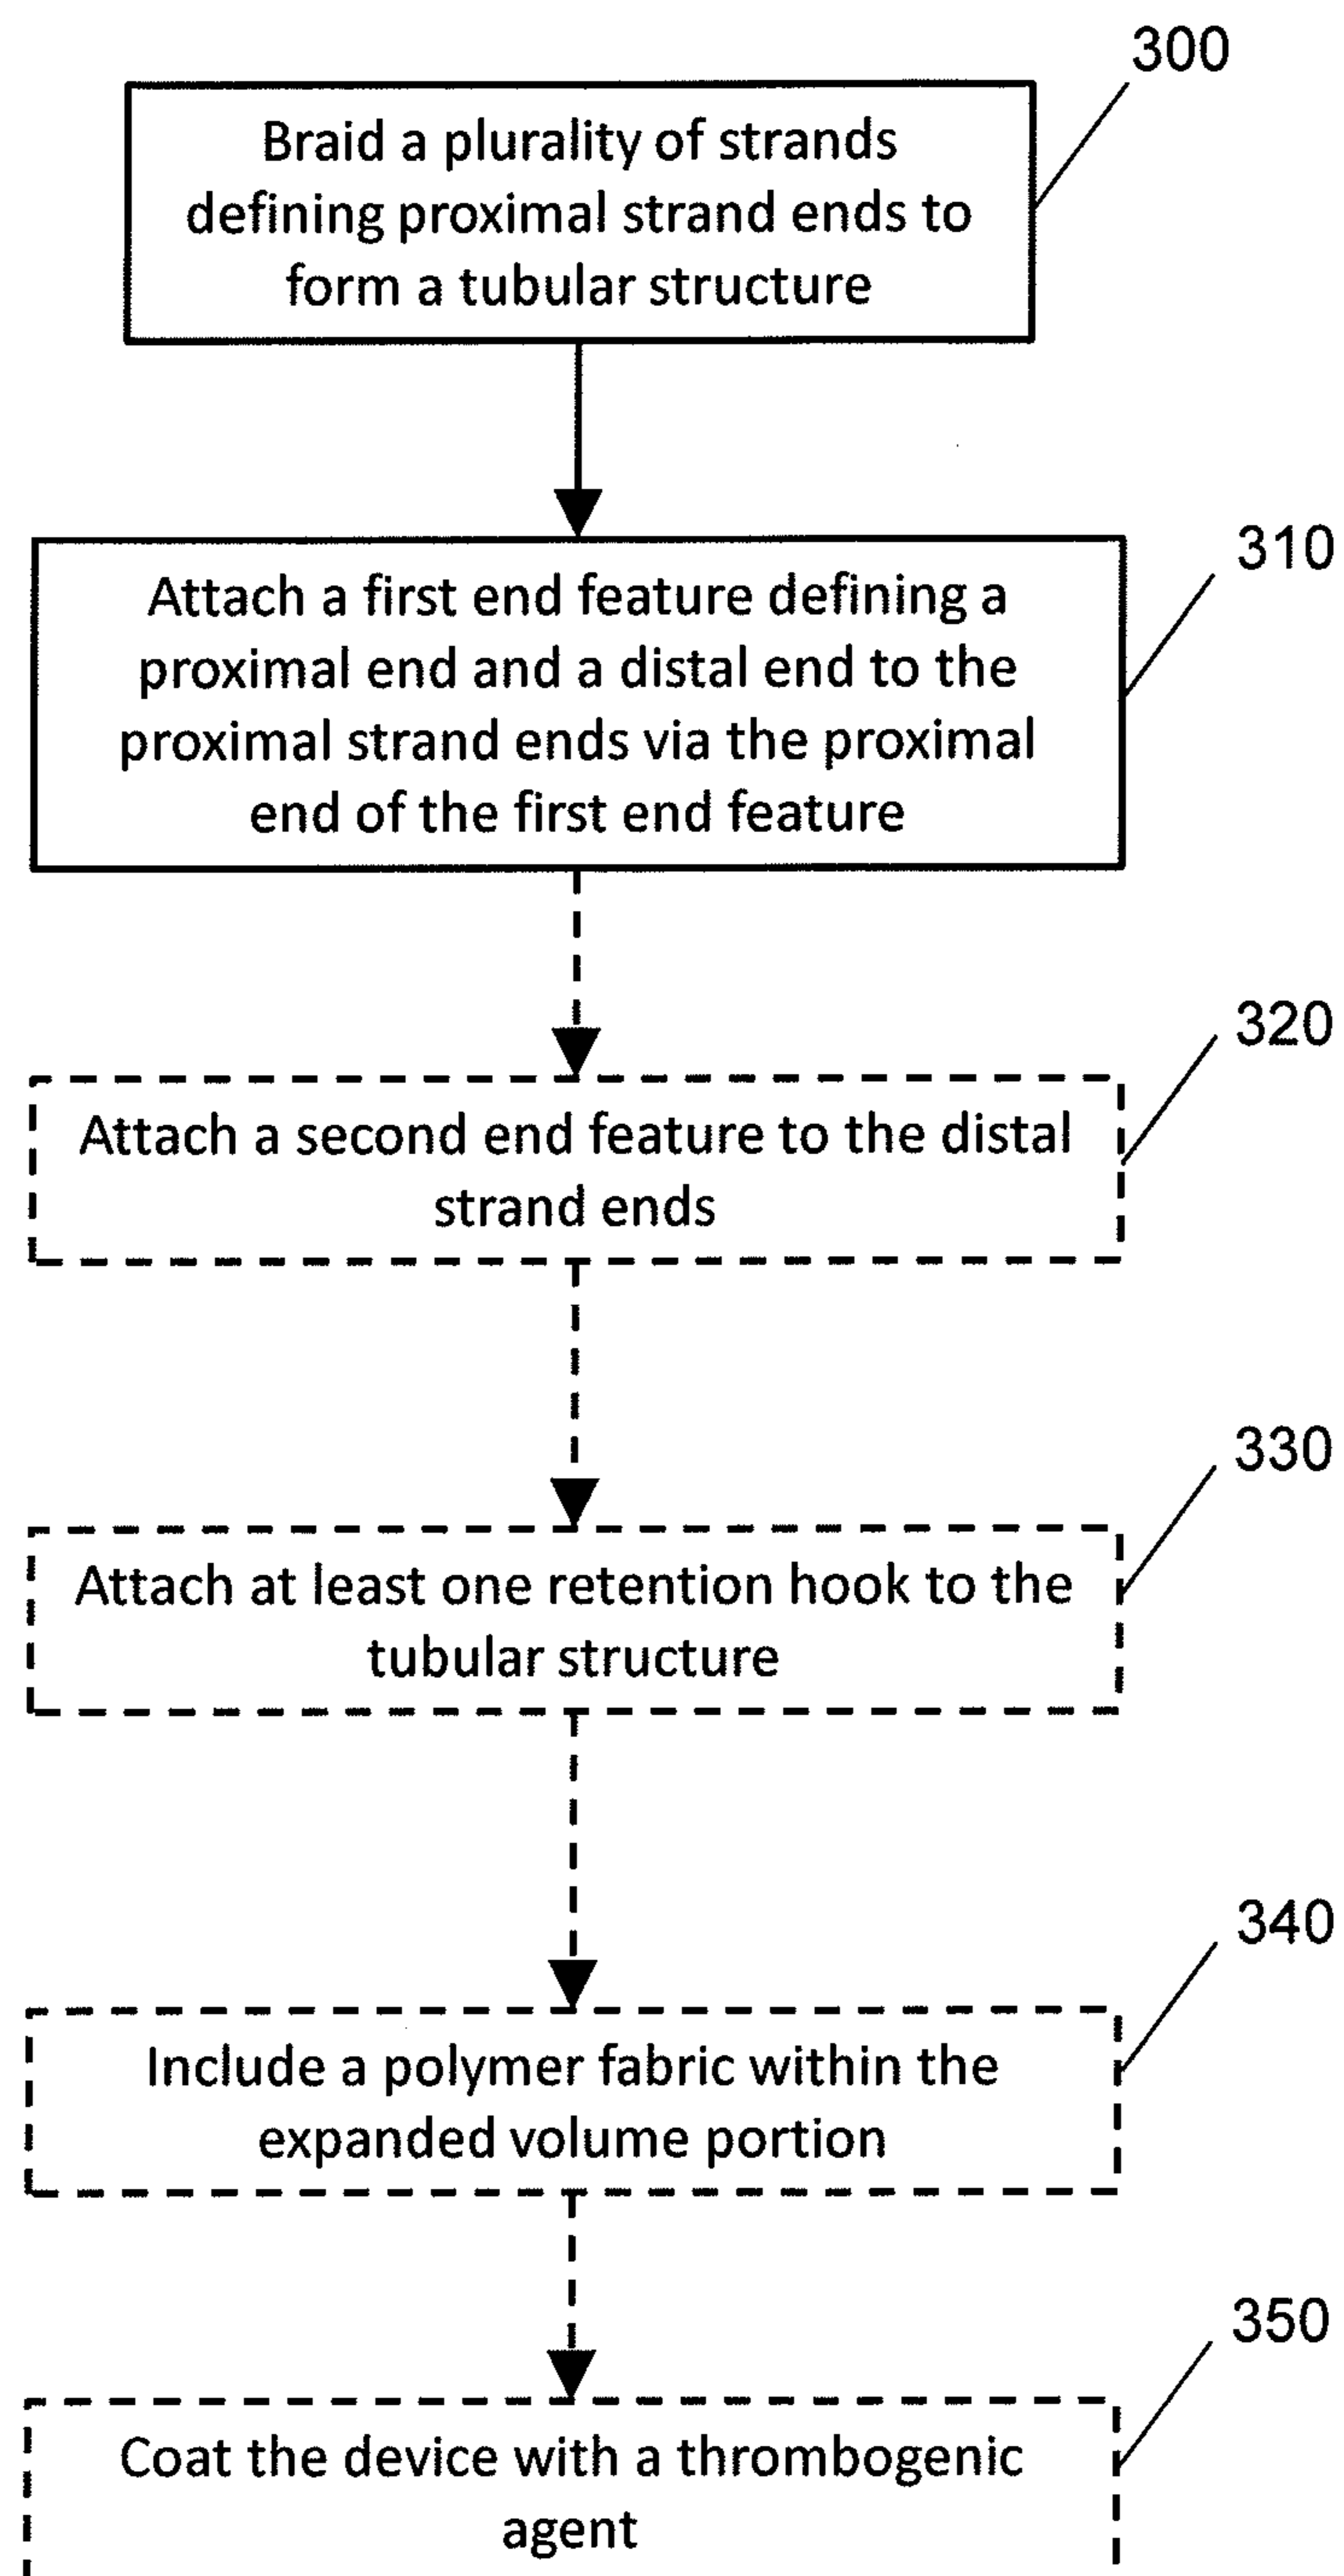 300
Braid a plurality of strands
defining proximal strand ends to
form a tubular structure
310
Attach a first end feature defining a
proximal end and a distal end to the
proximal strand ends via the proximal
end of the first end feature
320
Attach a second end feature to the distal
strand ends
330
Attach at least one retention hook to the
tubular structure
340
Include a polymer fabric within the
expanded volume portion
350
Coat the device with a thrombogenic
agent